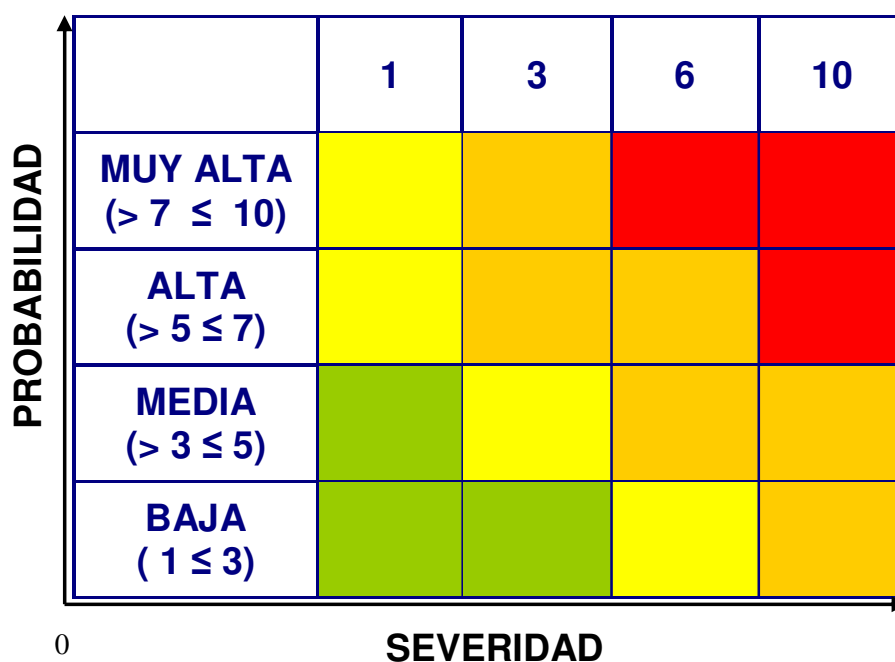 1 3 6 10
PROBABILIDAD
MUY ALTA
(> 7 ≤ 10)
ALTA
(> 5 ≤ 7)
MEDIA
(> 3 ≤ 5)
BAJA
( 1 ≤ 3)
0
SEVERIDAD